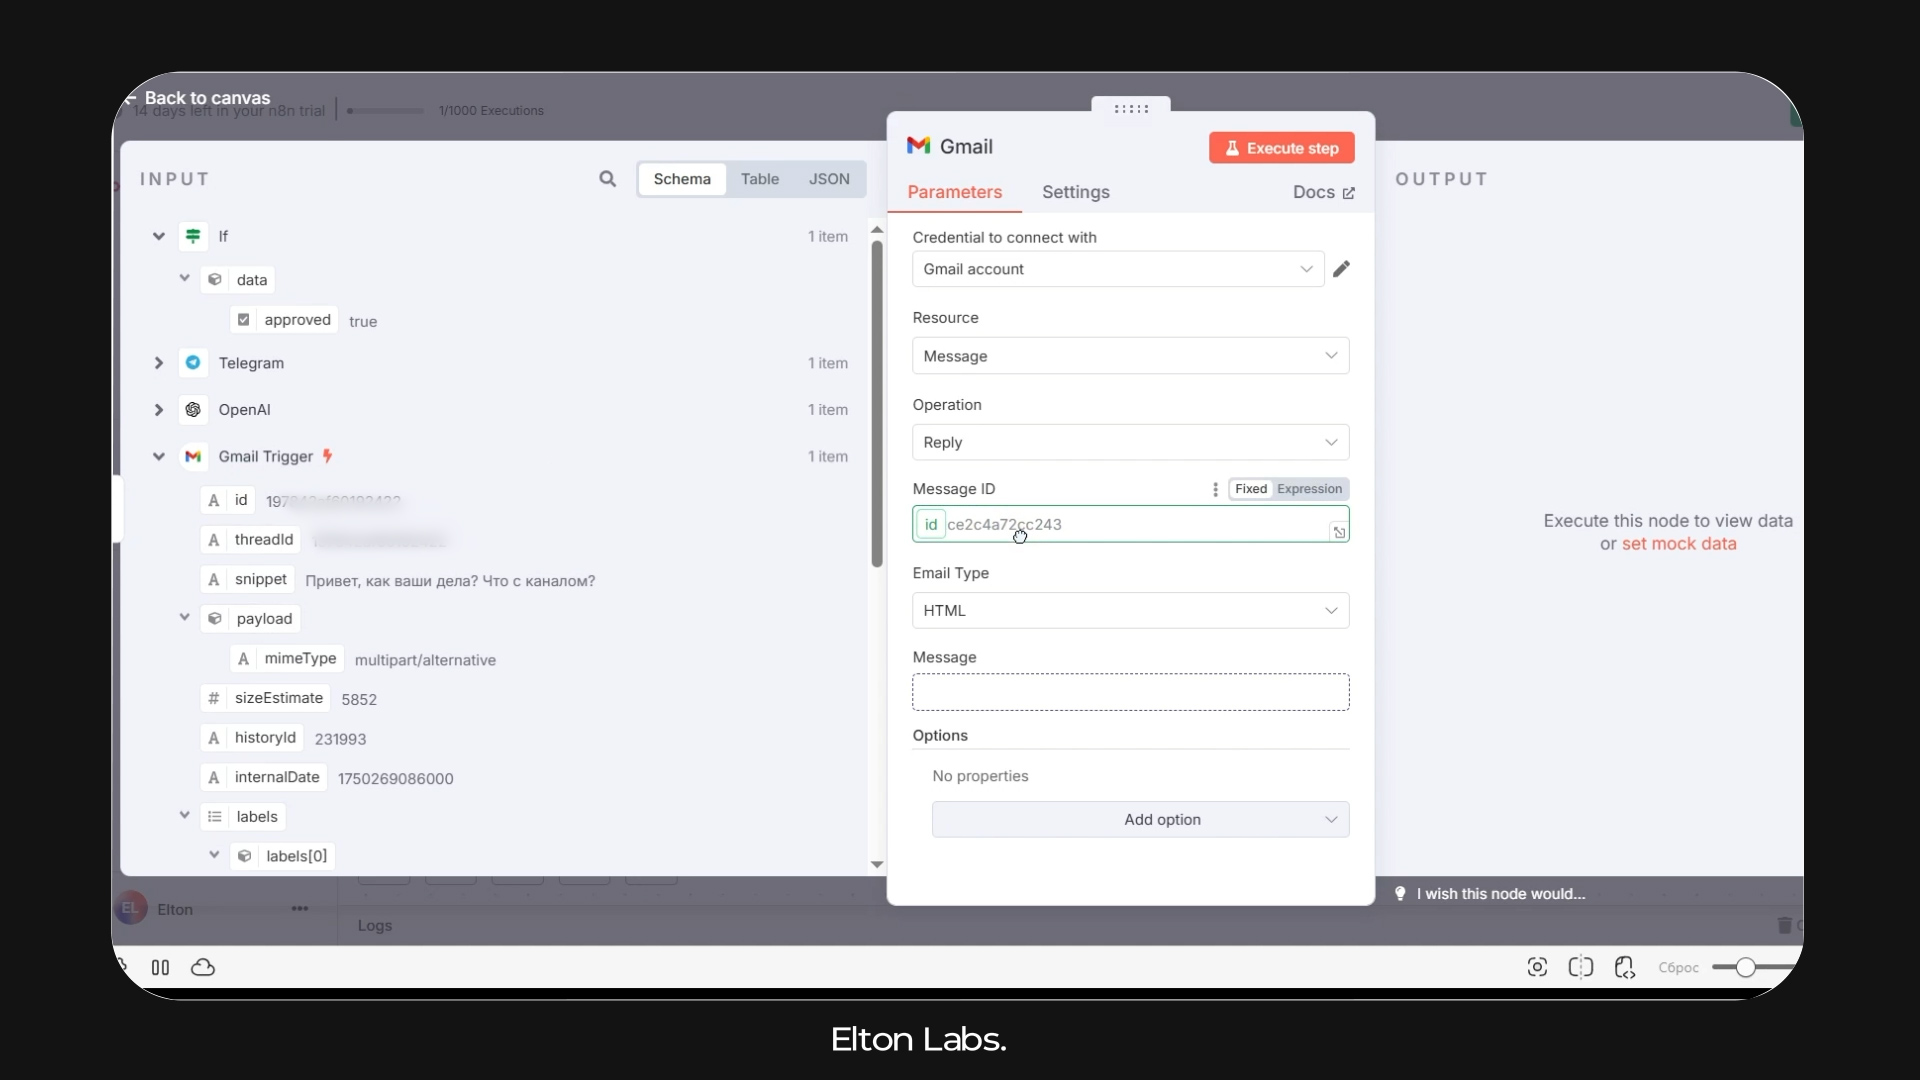 Back to canvas
14 days left in your n8n trial
1/1000 Executions
INPUT
Schema
Table
JSON
If
1 item
data
approved
true
Telegram
1 item
OpenAI
1 item
Gmail Trigger
1 item
id
threadId
snippet
Привет, как ваши дела? Что с каналом?
payload
mimeType
multipart/alternative
sizeEstimate
5852
historyId
231993
internalDate
1750269086000
labels
labels[0]
Gmail
Execute step
Parameters
Settings
Docs
Credential to connect with
Gmail account
Resource
Message
Operation
Reply
Message ID
Fixed
Expression
id
ce2c4a72cc243
Email Type
HTML
Message
Options
No properties
Add option
OUTPUT
Execute this node to view data
or set mock data
I wish this node would...
EL
Elton
Logs
Сброс
Elton Labs.